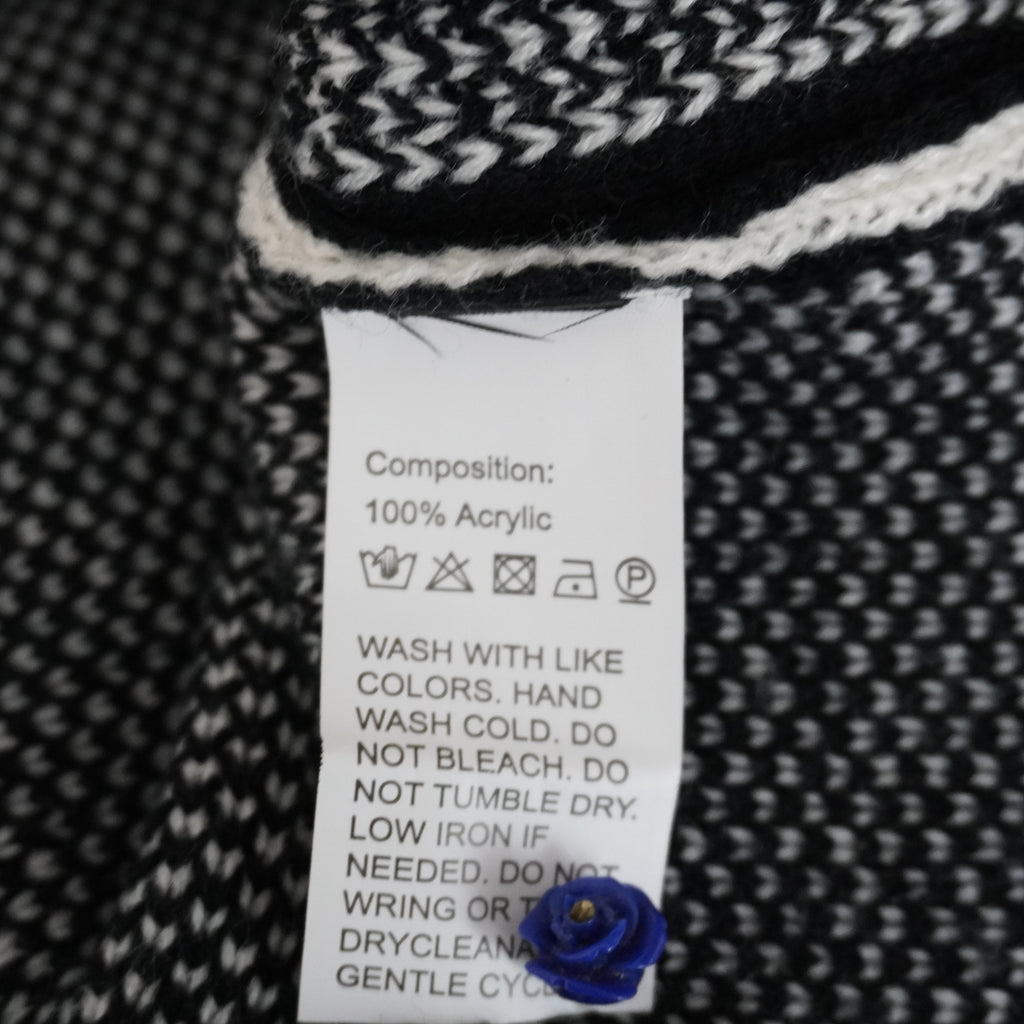 Composition:
100% Acrylic
P
WASH WITH LIKE
COLORS. HAND
WASH COLD. DO
NOT BLEACH. DO
NOT TUMBLE DRY.
LOW IRON IF
NEEDED. DO NOT
WRING OR
GENTLE